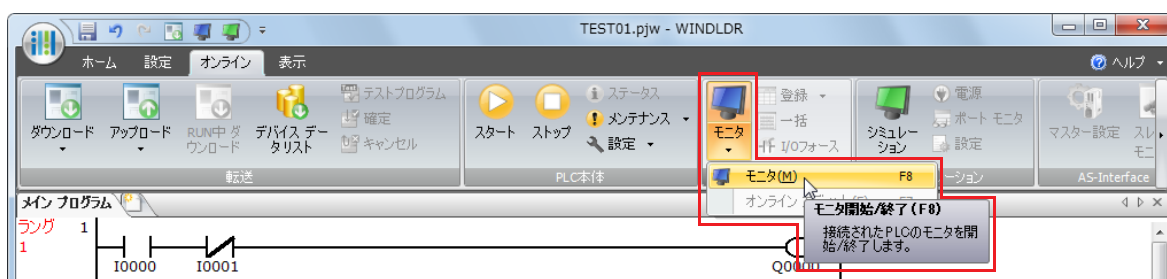 TEST01.pjw - WINDLDR
ホーム 設定 オンライン 表示 ヘルプ
ダウンロード
アップロード
RUN中 ダウンロード
デバイス データリスト
テストプログラム
確定
キャンセル
転送
スタート
ストップ
ステータス
メンテナンス
設定
PLC本体
モニタ
登録
一括
I/Oフォース
シミュレーション
電源
ポート モニタ
設定
ーション
マスター設定
スレ
モニ
AS-Interface
モニタ(M) F8
オンライン
モニタ開始/終了(F8)
接続されたPLCのモニタを開
始/終了します。
メイン プログラム
ラング 1
1
I0000 I0001 Q0000